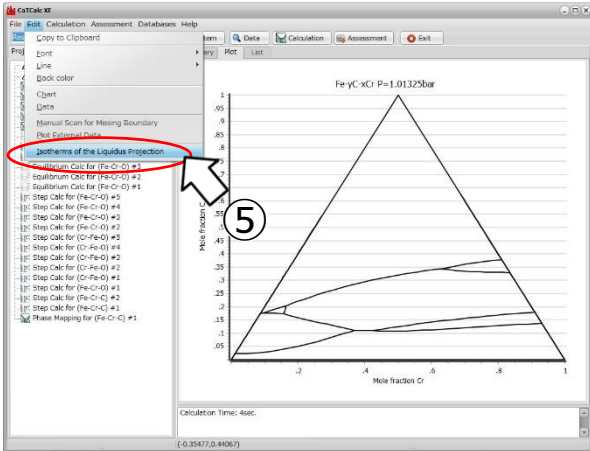 CaTCalc XE
File Edit Calculation Assessment Databases Help
Res
tem Data Calculation Assessment Exit
Proj
ry Plot List
Copy to Clipboard
Font
Line
Back color
Chart
Data
Manual Scan for Missing Boundary
Plot External Data
Isotherms of the Liquidus Projection
Equilibrium Calc for (Fe-Cr-O) #3
Equilibrium Calc for (Fe-Cr-O) #2
Equilibrium Calc for (Fe-Cr-O) #1
Step Calc for (Fe-Cr-O) #5
Step Calc for (Fe-Cr-O) #4
Step Calc for (Fe-Cr-O) #3
Step Calc for (Fe-Cr-O) #2
Step Calc for (Cr-Fe-O) #5
Step Calc for (Cr-Fe-O) #4
Step Calc for (Cr-Fe-O) #3
Step Calc for (Cr-Fe-O) #2
Step Calc for (Cr-Fe-O) #1
Step Calc for (Fe-Cr-O) #1
Step Calc for (Fe-Cr-C) #2
Step Calc for (Fe-Cr-C) #1
Phase Mapping for (Fe-Cr-C) #1
⑤
Fe-yC-xCr P=1.01325bar
1
.95
.9
.85
.8
.55
.5
.45
.4
.35
.3
.25
.2
.15
.1
.05
Mole fraction C
.2 .4 .6 .8 1
Mole fraction Cr
Calculation Time: 4sec.
(-0.35477,0.44067)